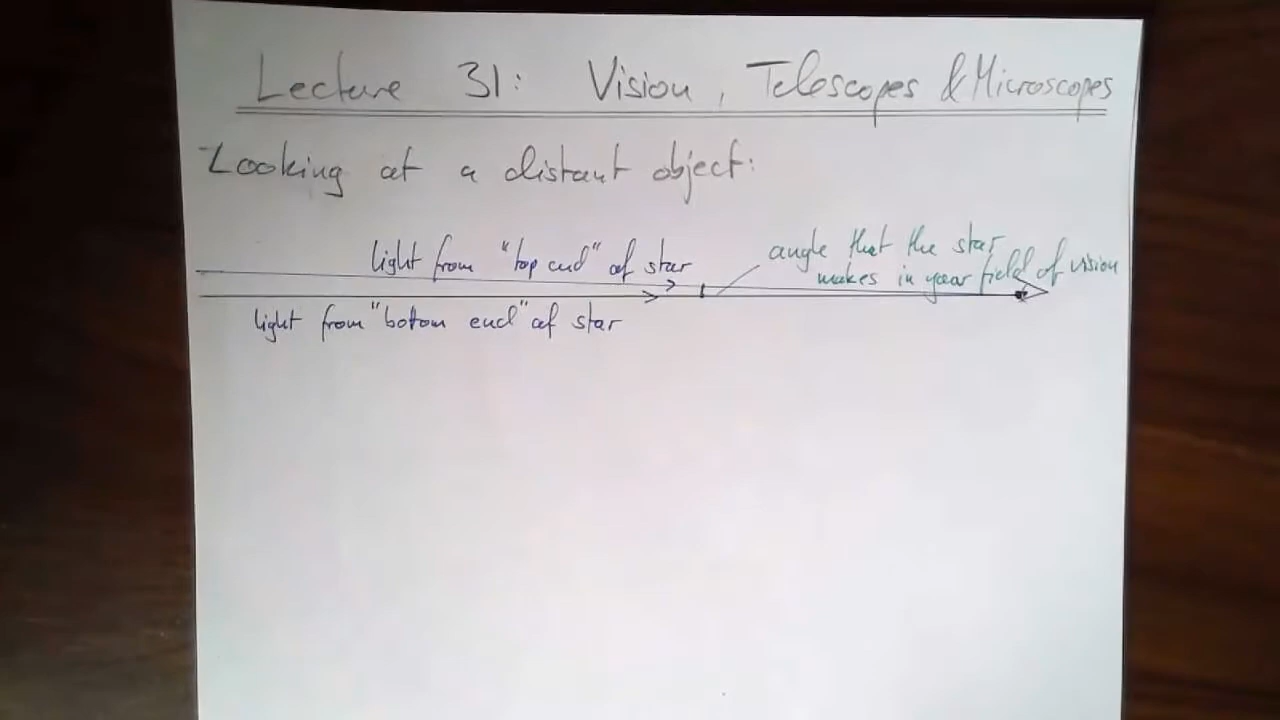 Lecture 31: Vision, Telescopes & Microscopes
Looking at a distant object:
light from "top end" of star
angle that the star
makes in your field of vision
light from "bottom end" of star